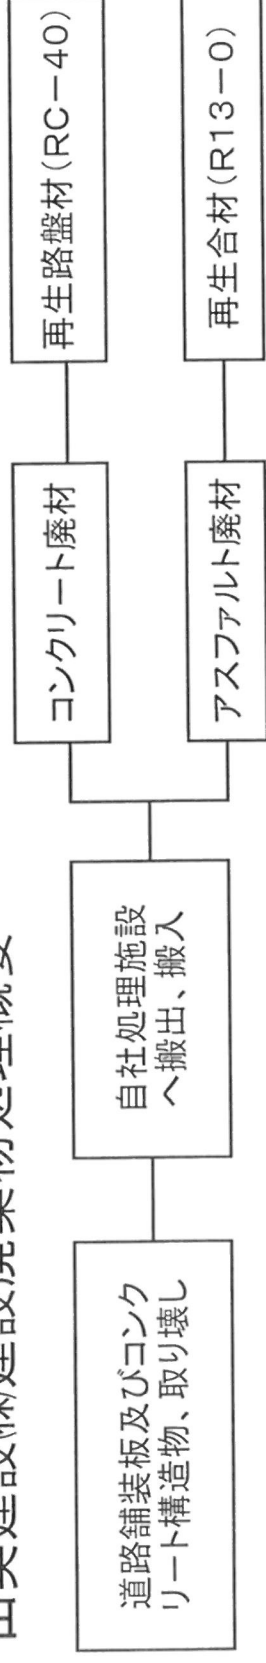 建設㈱建設廃棄物処理概要
道路舗装板及びコンク
リート構造物、取り壊し
自社処理施設
へ搬出、搬入
コンクリート廃材
再生路盤材(RC－40)
アスファルト廃材
再生合材(R13－0)